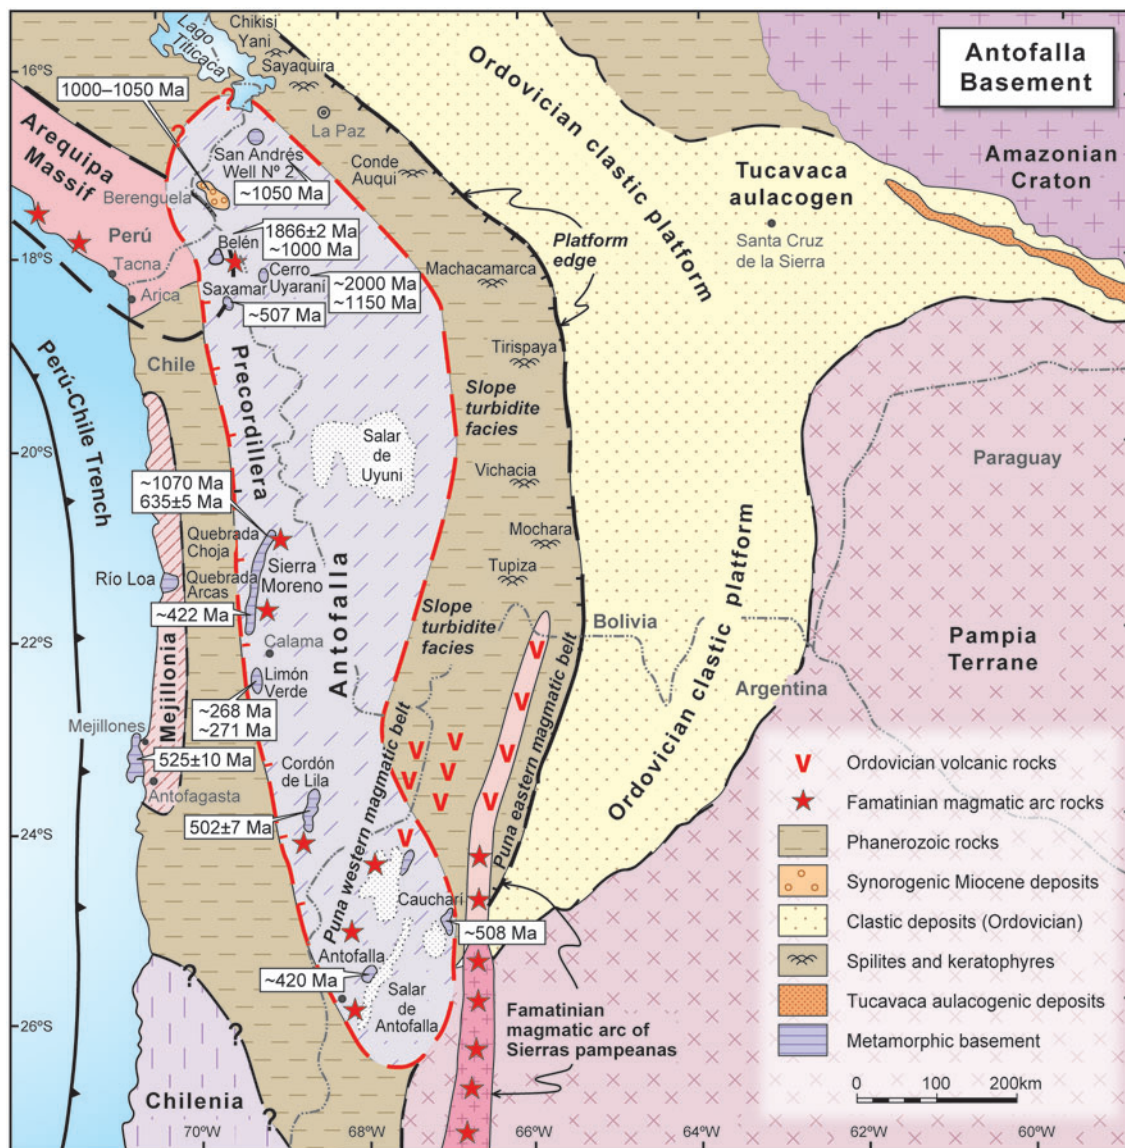 Antofalla
Basement
Lago
Titicaca
Chikisi
Yani
Sayaquira
16°S
1000–1050 Ma
La Paz
Ordovician clastic platform
Amazonian
Craton
Arequipa
Massif
San Andrés
Well Nº 2
~1050 Ma
Conde
Auqui
Tucavaca
aulacogen
Berenguela
Perú
Belén
1866±2 Ma
~1000 Ma
Platform
edge
Santa Cruz
de la Sierra
18°S
Tacna
Cerro
Uyarani
~2000 Ma
~1150 Ma
Machacamarca
Arica
Saxamar
~507 Ma
Perú-Chile Trench
Chile
Precordillera
Tirispaya
Slope
turbidite
facies
20°S
Salar
de
Uyuni
Vichacia
Paraguay
~1070 Ma
635±5 Ma
Mochara
Quebrada
Choja
Sierra
Moreno
Tupiza
Río Loa
Quebrada
Arcas
~422 Ma
Antofalla
Slope
turbidite
facies
Bolivia
Ordovician clastic platform
22°S
Calama
Pampia
Terrane
Mejillonia
Limón
Verde
Argentina
~268 Ma
~271 Ma
Mejillones
525±10 Ma
Antofagasta
Cordón
de Lila
Puna western magmatic belt
Puna eastern magmatic belt
502±7 Ma
24°S
Cauchari
~508 Ma
Antofalla
~420 Ma
Salar
de
Antofalla
26°S
Famatinian
magmatic arc of
Sierras pampeanas
Chilenia
?
?
?
?
?
V Ordovician volcanic rocks
Famatinian magmatic arc rocks
Phanerozoic rocks
Synorogenic Miocene deposits
Clastic deposits (Ordovician)
Spilites and keratophyres
Tucavaca aulacogenic deposits
Metamorphic basement
0 100 200km
70°W 68°W 66°W 64°W 62°W 60°W